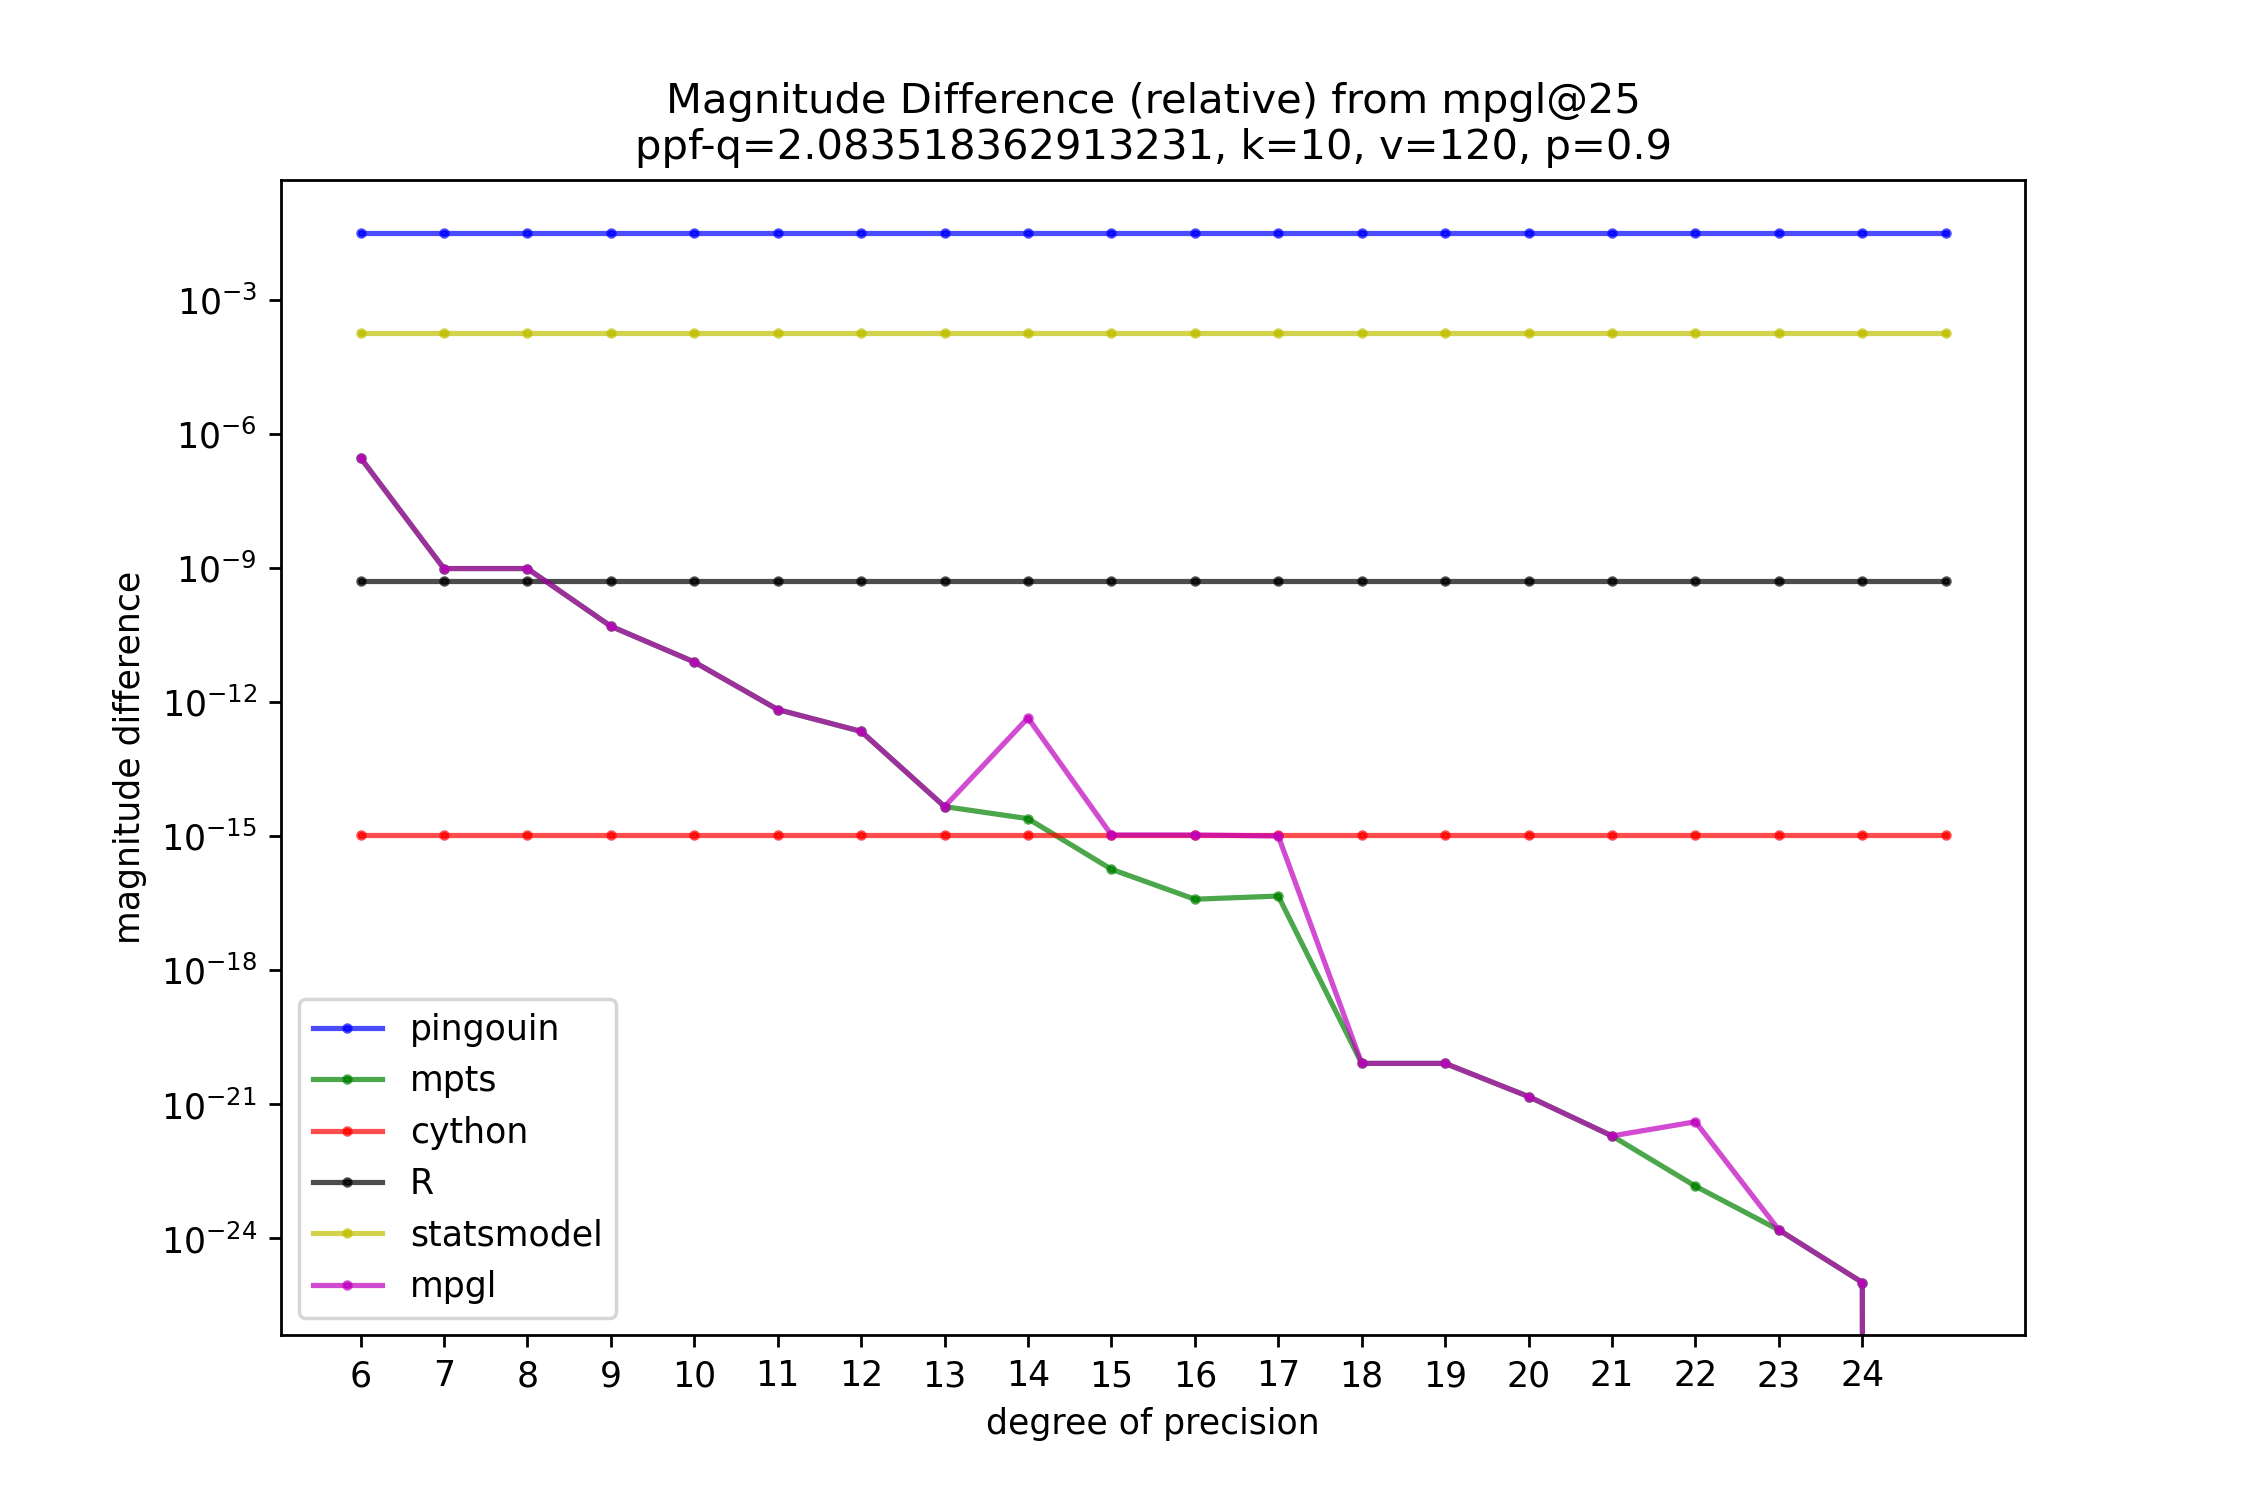 Magnitude Difference (relative) from mpgl@25
ppf-q=2.083518362913231, k=10, v=120, p=0.9
magnitude difference
10⁻³
10⁻⁶
10⁻⁹
10⁻¹²
10⁻¹⁵
10⁻¹⁸
10⁻²¹
10⁻²⁴
pingouin
mpts
cython
R
statsmodel
mpgl
6 7 8 9 10 11 12 13 14 15 16 17 18 19 20 21 22 23 24
degree of precision